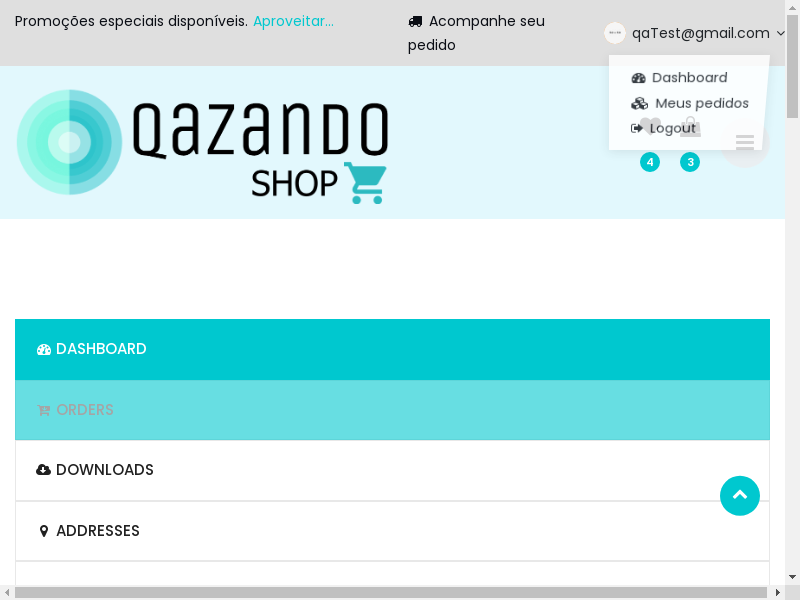 Promoções especiais disponíveis. Aproveitar...
Acompanhe seu
pedido
qaTest@gmail.com
Dashboard
Meus pedidos
Logout
4
3
QAZANDO
SHOP
DASHBOARD
ORDERS
DOWNLOADS
ADDRESSES